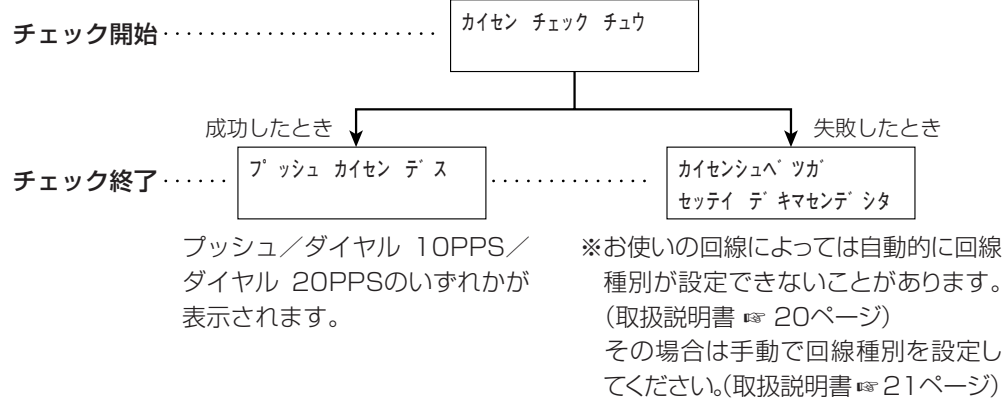 チェック開始
カイセン チェック チュウ
成功したとき
失敗したとき
チェック終了
プッシュ カイセン デス
カイセンシュベツガ
セッテイ デキマセンデシタ
プッシュ／ダイヤル 10PPS／
ダイヤル 20PPSのいずれかが
表示されます。
※お使いの回線によっては自動的に回線
種別が設定できないことがあります。
（取扱説明書 ☞ 20ページ）
その場合は手動で回線種別を設定し
てください。（取扱説明書 ☞ 21ページ）